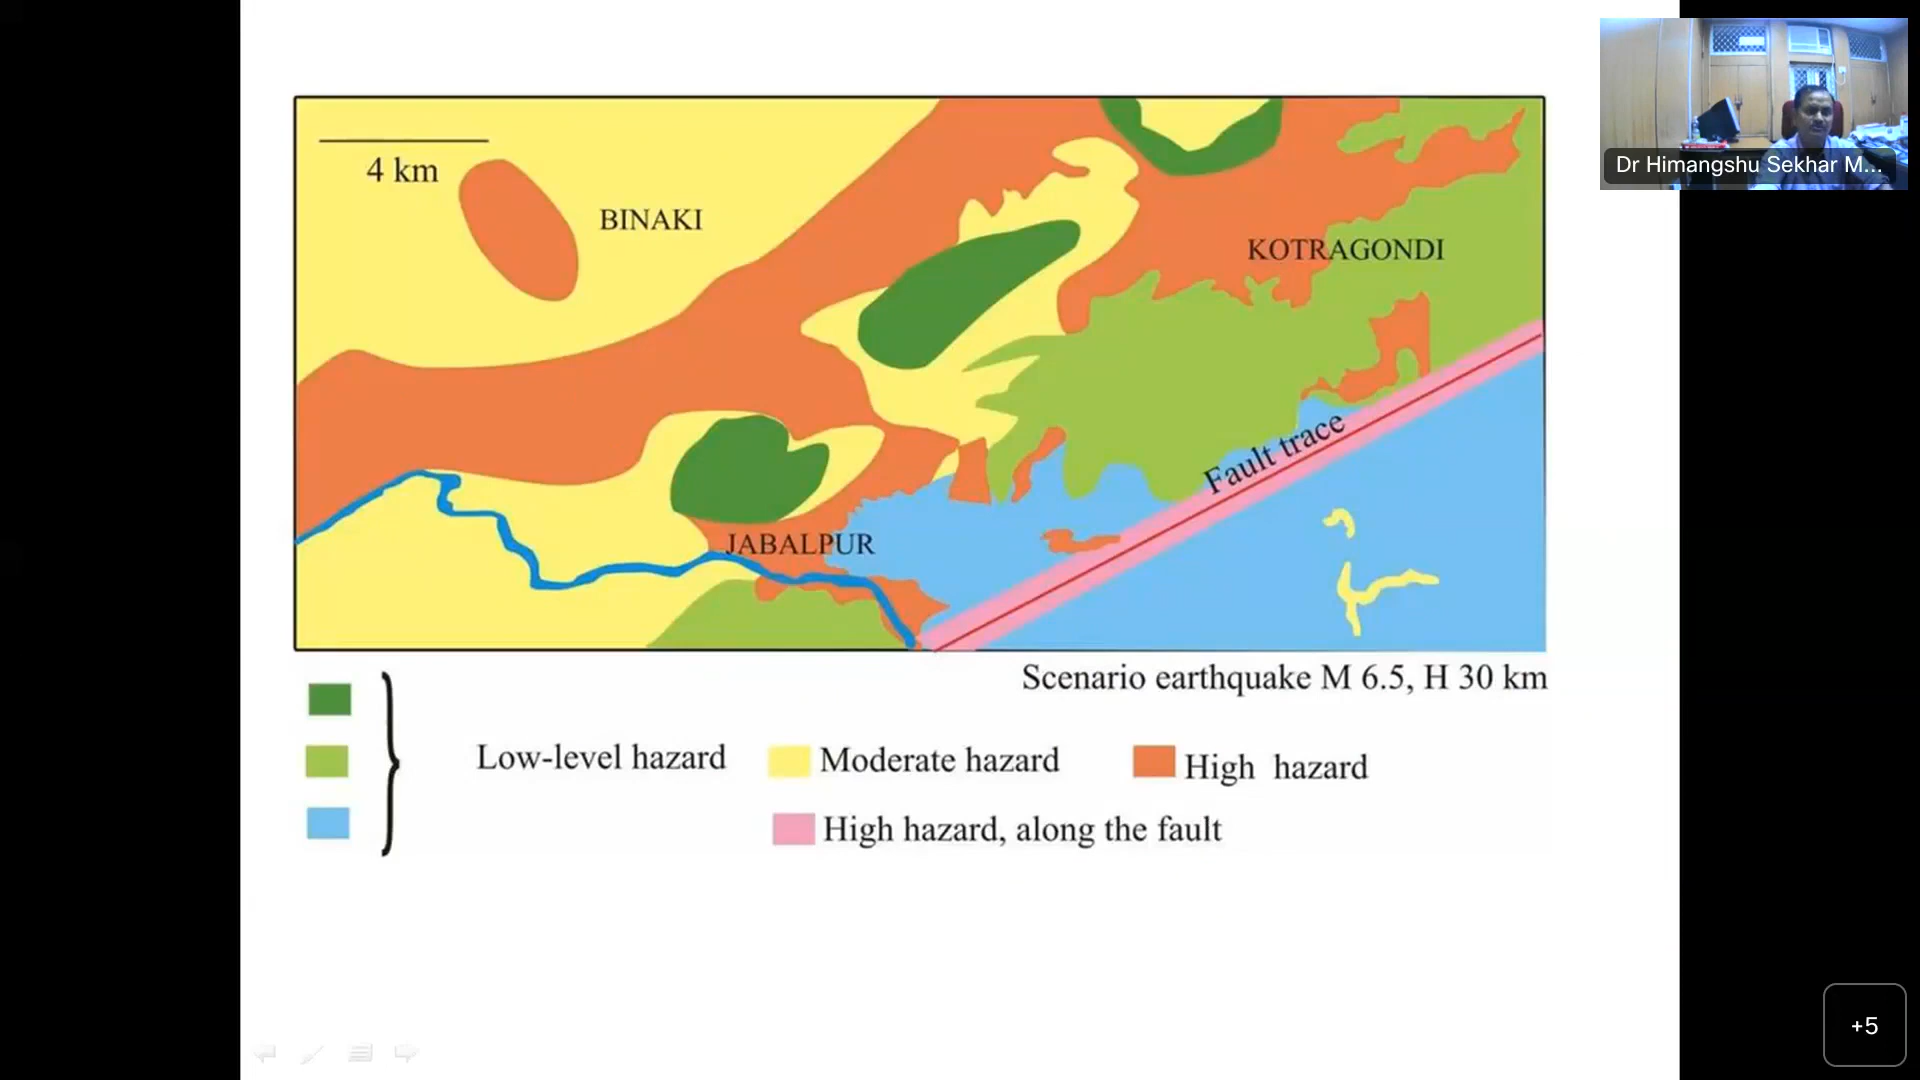 Dr Himangshu Sekhar M...
4 km
BINAKI
KOTRAGONDI
Fault trace
JABALPUR
Scenario earthquake M 6.5, H 30 km
Low-level hazard
Moderate hazard
High hazard
High hazard, along the fault
+5